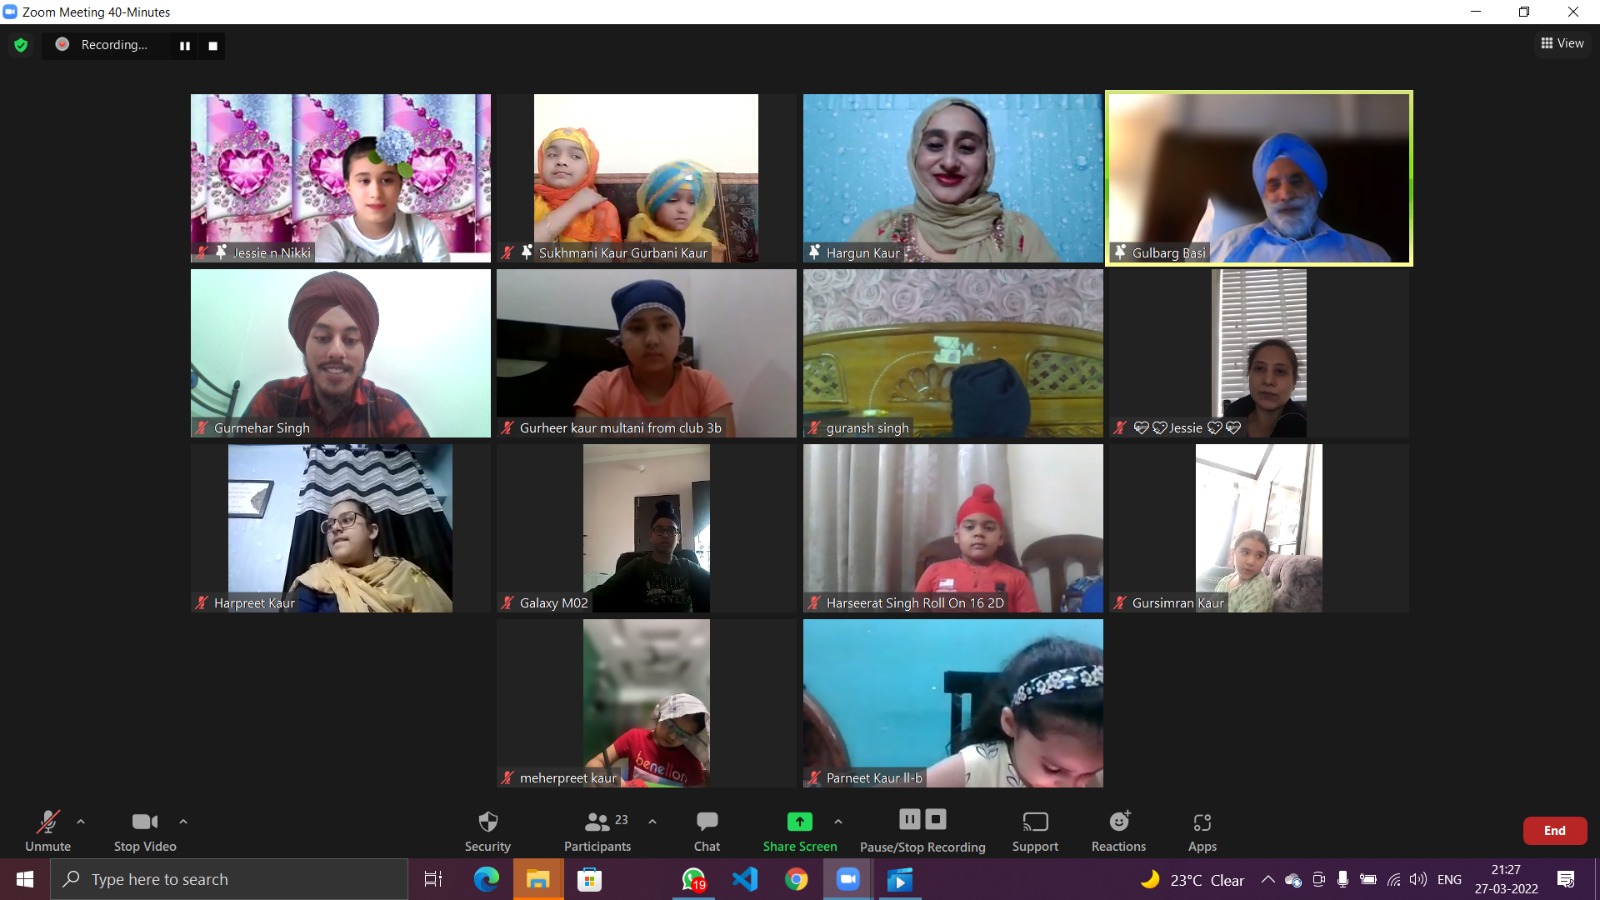 Zoom Meeting 40-Minutes
Recording...
View
Jessie n Nikki
Sukhmani Kaur Gurbani Kaur
Hargun Kaur
Gulbarg Basi
Gurmehar Singh
Gurheer kaur multani from club 3b
guransh singh
Jessie
Harpreet Kaur
Galaxy M02
Harseerat Singh Roll On 16 2D
Gursimran Kaur
benetton
meherpreet kaur
Parneet Kaur II-b
Unmute
Stop Video
Security
23
Participants
Chat
Share Screen
Pause/Stop Recording
Support
Reactions
Apps
End
Type here to search
19
23°C Clear
ENG
21:27
27-03-2022